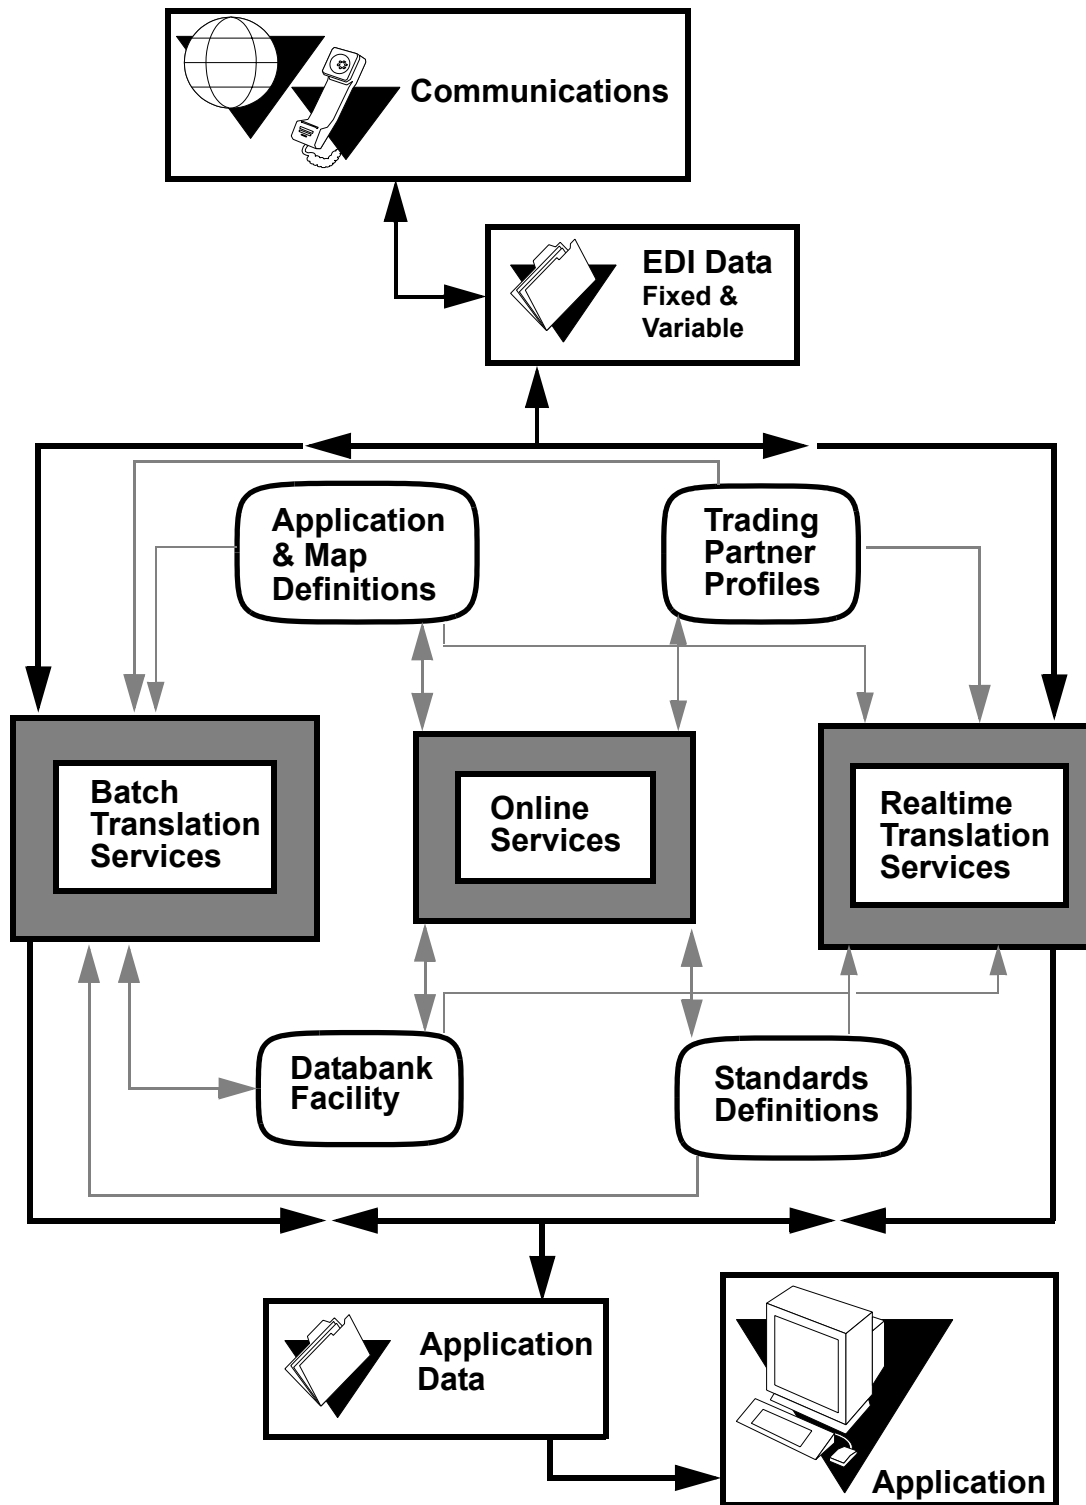 Communications
EDI Data
Fixed &
Variable
Application
& Map
Definitions
Trading
Partner
Profiles
Batch
Translation
Services
Online
Services
Realtime
Translation
Services
Databank
Facility
Standards
Definitions
Application
Data
Application